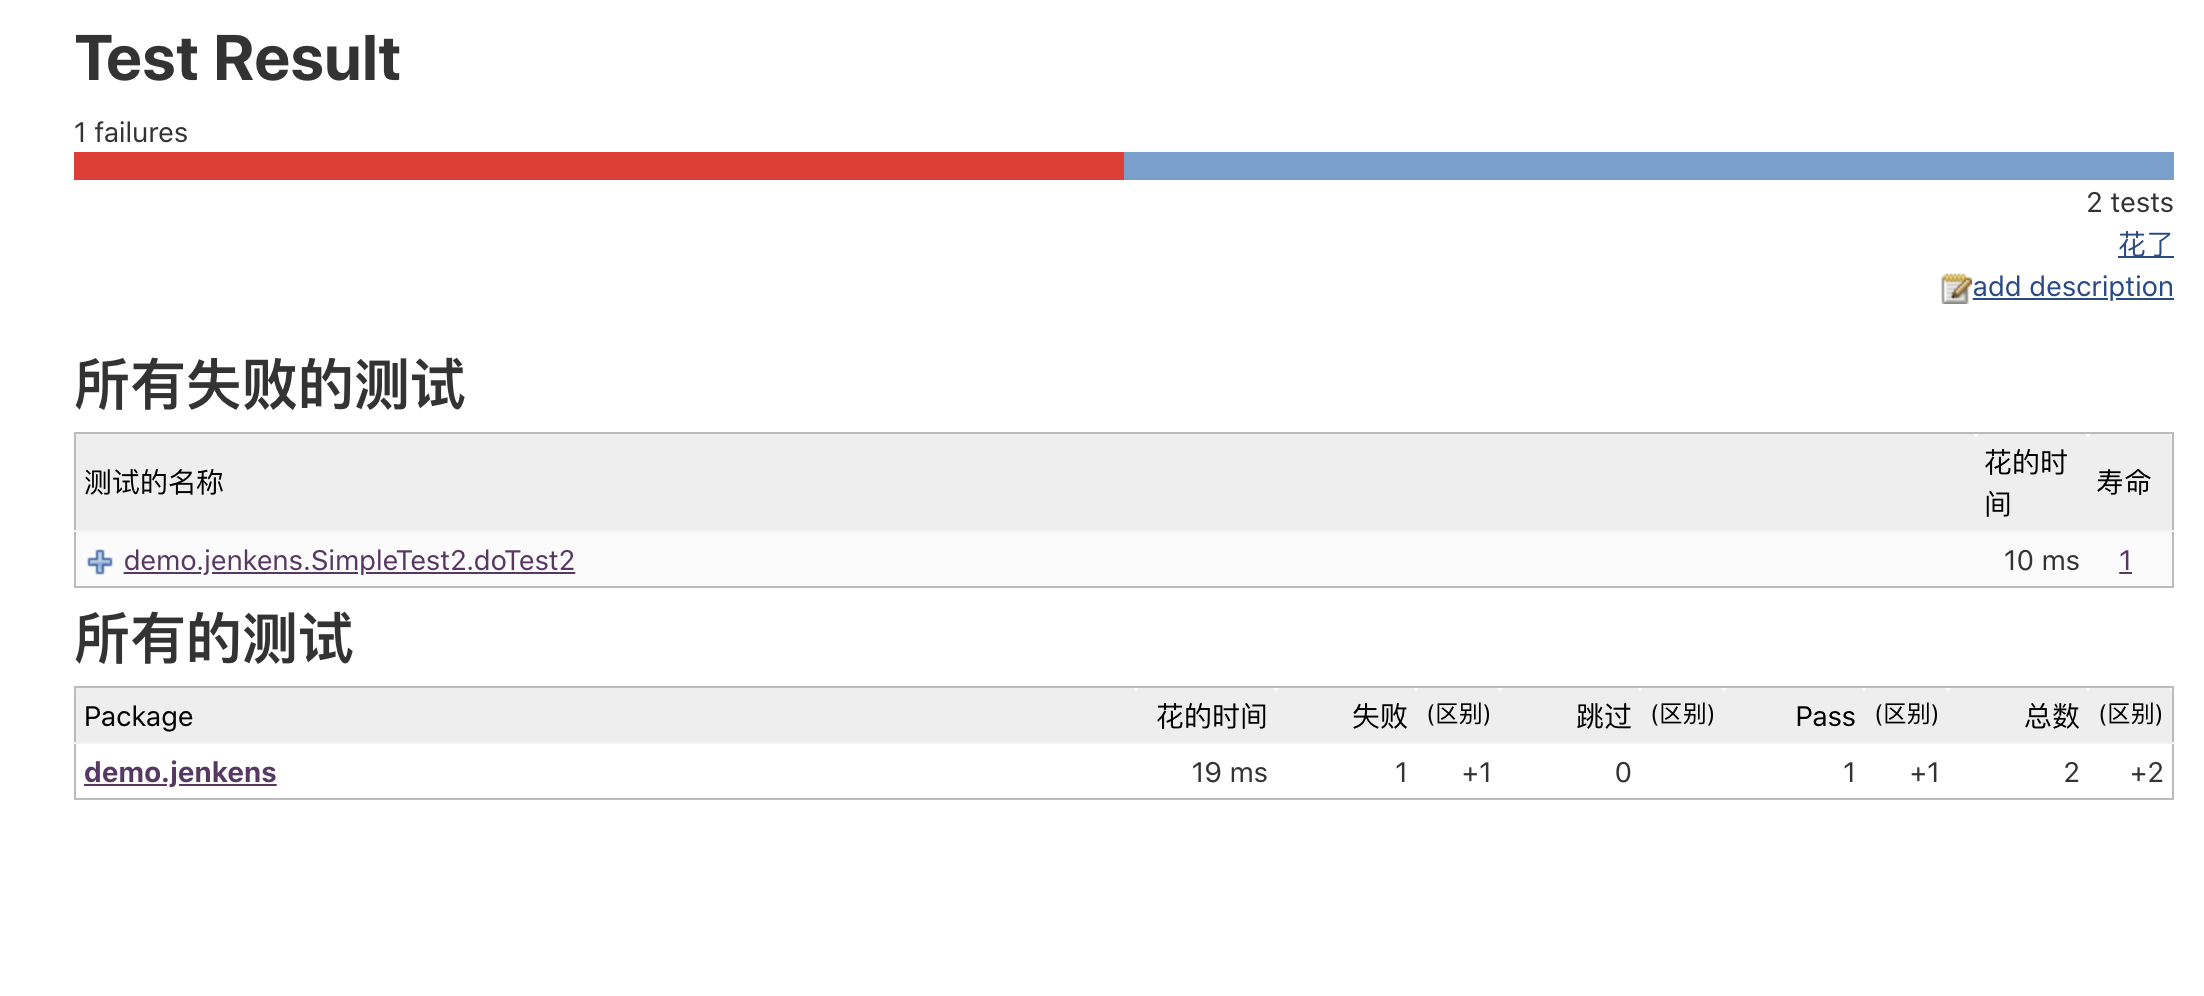 Test Result
1 failures
2 tests
花了
add description
所有失败的测试
测试的名称 花的时间 寿命
demo.jenkens.SimpleTest2.doTest2 10 ms 1
所有的测试
Package 花的时间 失败 (区别) 跳过 (区别) Pass (区别) 总数 (区别)
demo.jenkens 19 ms 1 +1 0 1 +1 2 +2